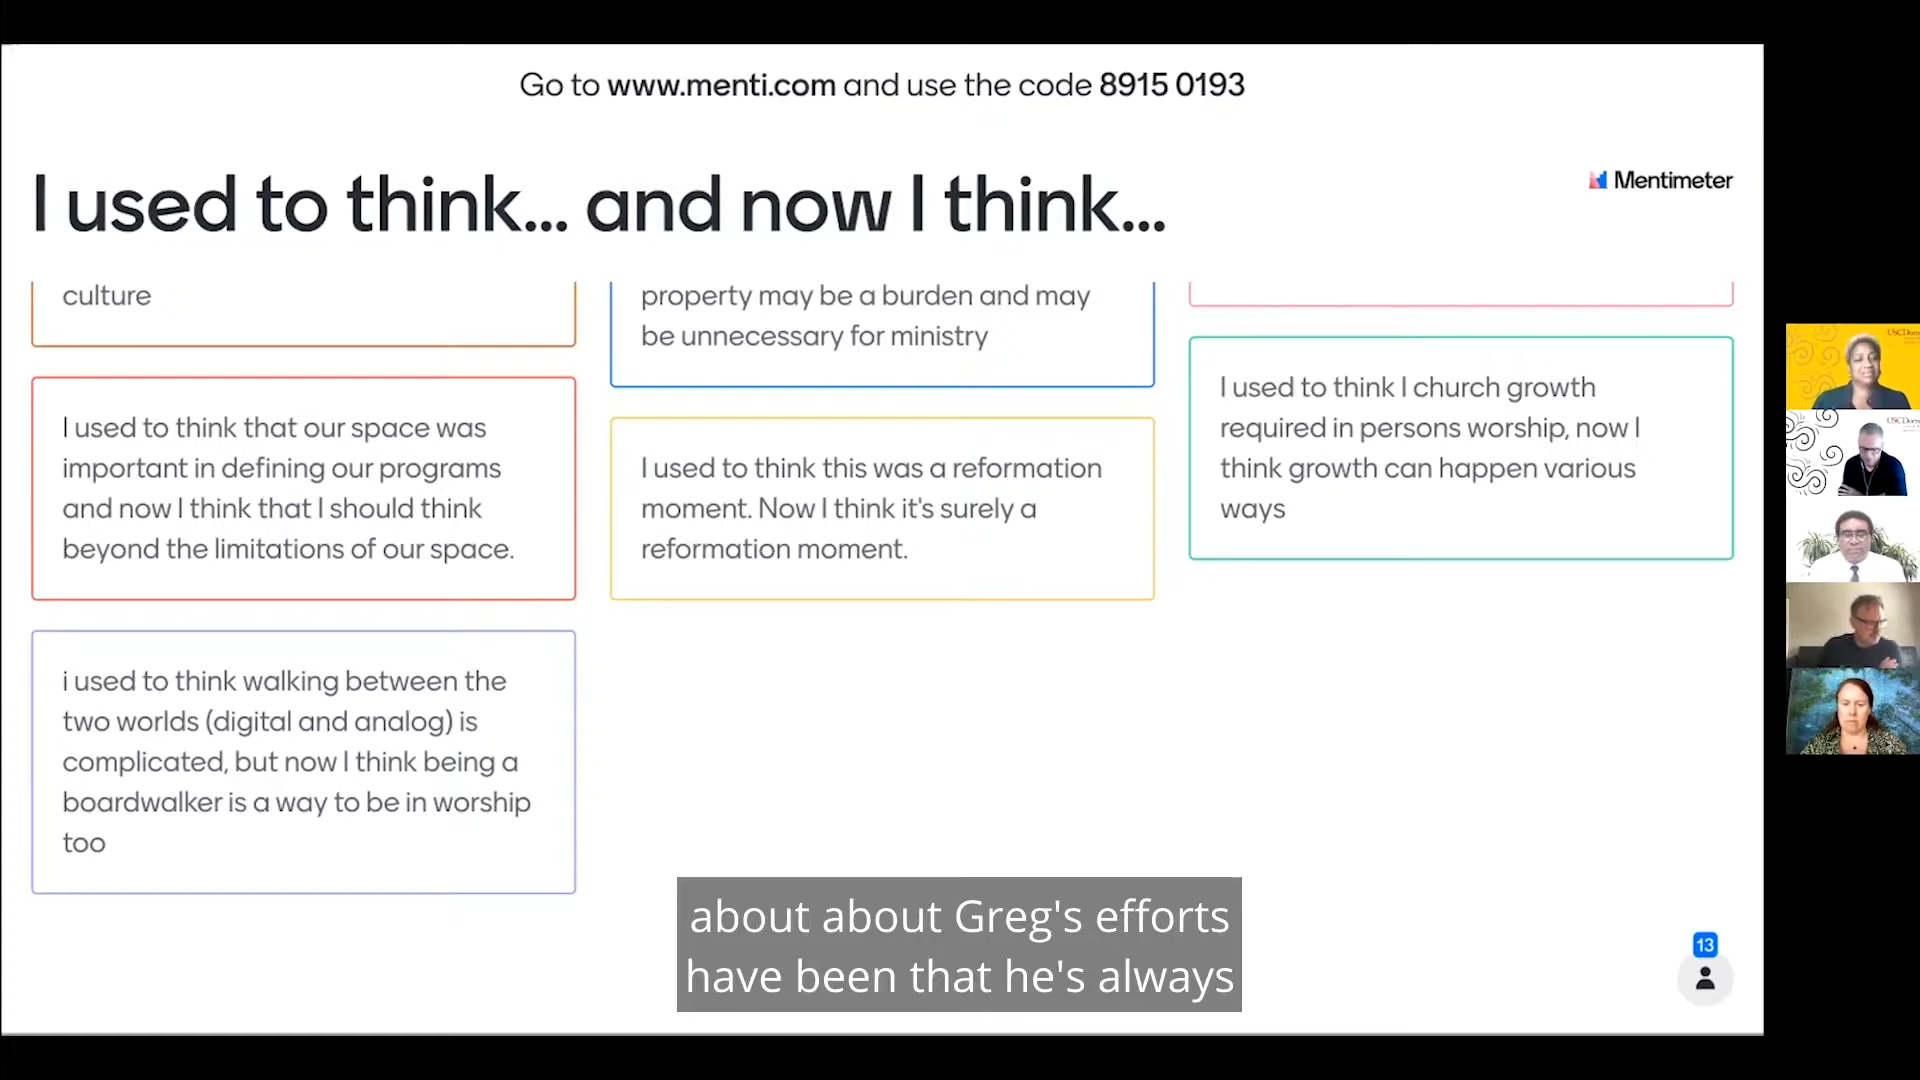 Go to www.menti.com and use the code 8915 0193
I used to think... and now I think...
Mentimeter
culture
I used to think that our space was
important in defining our programs
and now I think that I should think
beyond the limitations of our space.
i used to think walking between the
two worlds (digital and analog) is
complicated, but now I think being a
boardwalker is a way to be in worship
too
property may be a burden and may
be unnecessary for ministry
I used to think this was a reformation
moment. Now I think it's surely a
reformation moment.
I used to think I church growth
required in persons worship, now I
think growth can happen various
ways
about about Greg's efforts
have been that he's always
13